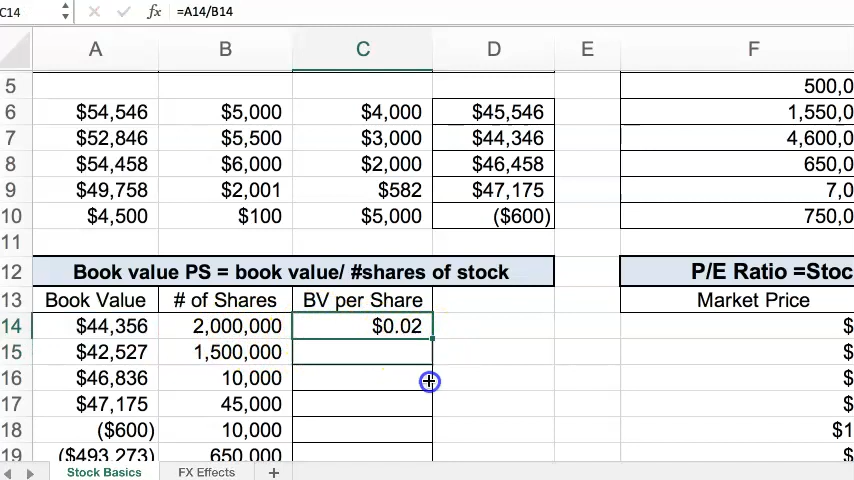 C14 fx =A14/B14
A B C D E F
5 500,0
6 $54,546 $5,000 $4,000 $45,546 1,550,0
7 $52,846 $5,500 $3,000 $44,346 4,600,0
8 $54,458 $6,000 $2,000 $46,458 650,0
9 $49,758 $2,001 $582 $47,175 7,0
10 $4,500 $100 $5,000 ($600) 750,0
11
12 Book value PS = book value/ #shares of stock P/E Ratio =Stoc
13 Book Value # of Shares BV per Share Market Price
14 $44,356 2,000,000 $0.02 $
15 $42,527 1,500,000 $
16 $46,836 10,000 $
17 $47,175 45,000 $
18 ($600) 10,000 $1
19 ($493,273) 650,000 $
Stock Basics FX Effects +